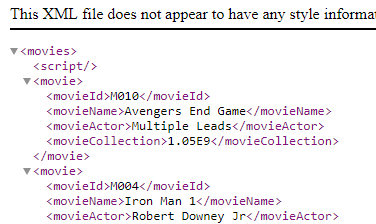 This XML file does not appear to have any style
▼<movies>
<script/>
▼<movie>
<movieId>M010</movieId>
<movieName>Avengers End Game</movieName>
<movieActor>Multiple Leads</movieActor>
<movieCollection>1.05E9</movieCollection>
</movie>
▼<movie>
<movieId>M004</movieId>
<movieName>Iron Man 1</movieName>
<movieActor>Robert Downey Jr</movieActor>